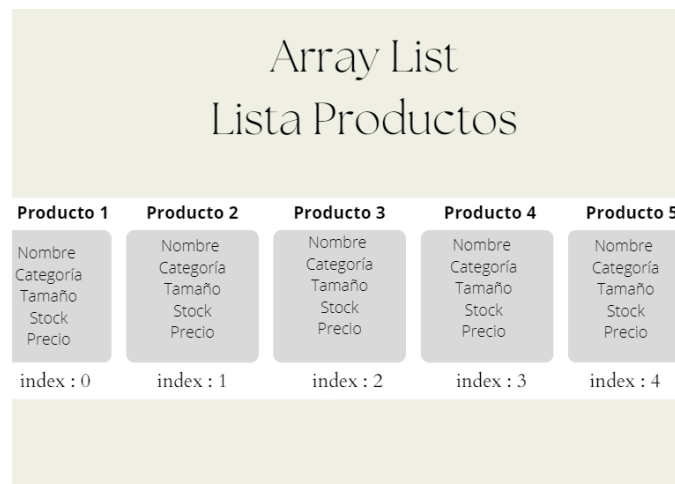 Array List
Lista Productos
Producto 1
Producto 2
Producto 3
Producto 4
Producto 5
Nombre
Categoría
Tamaño
Stock
Precio
Nombre
Categoría
Tamaño
Stock
Precio
Nombre
Categoría
Tamaño
Stock
Precio
Nombre
Categoría
Tamaño
Stock
Precio
Nombre
Categoría
Tamaño
Stock
Precio
index : 0
index : 1
index : 2
index : 3
index : 4